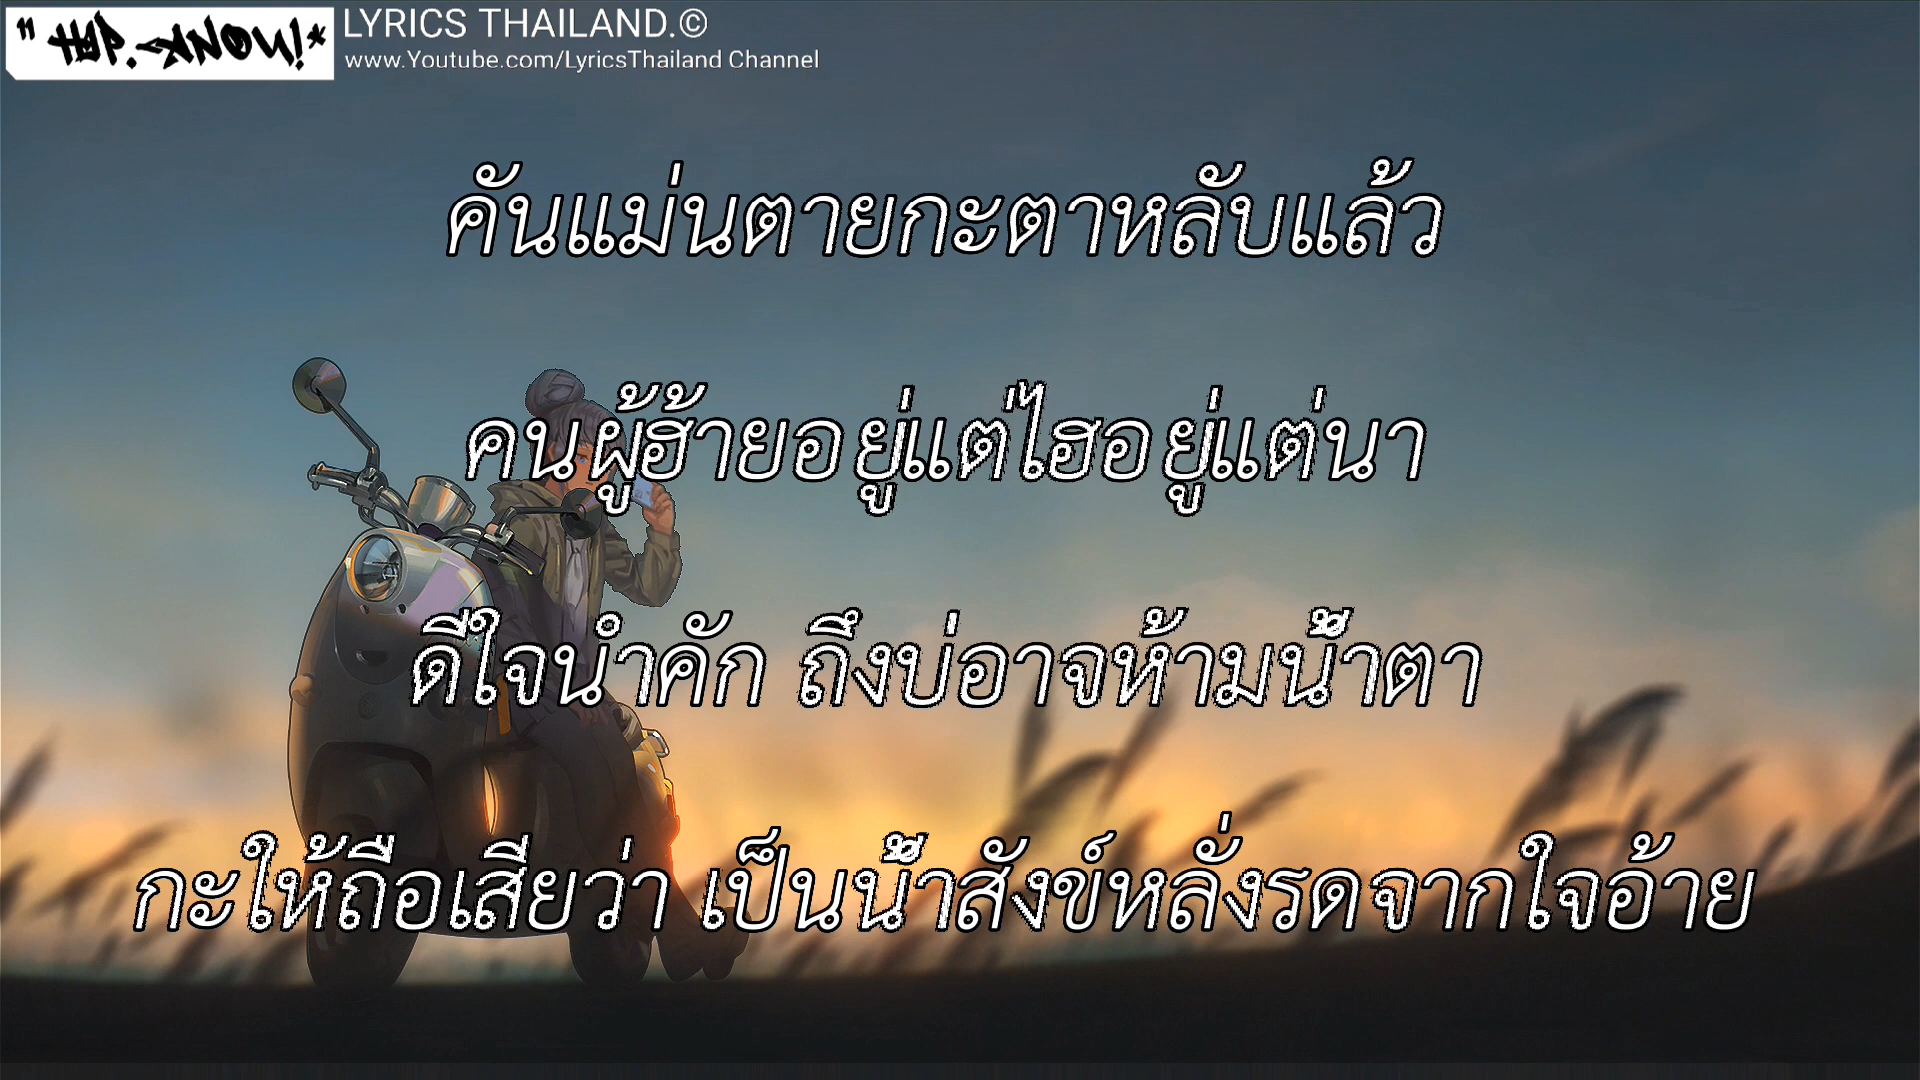 " HYP. KNOW!*
LYRICS THAILAND.©
www.Youtube.com/LyricsThailand Channel
คันแม่นตายกะตาหลับแล้ว
คนผู้ฮ้ายอยู่แต่ไฮอยู่แต่นา
ดีใจนำคัก ถึงบ่อาจห้ามน้ำตา
กะให้ถือเสียว่า เป็นน้ำสังข์หลั่งรดจากใจอ้าย